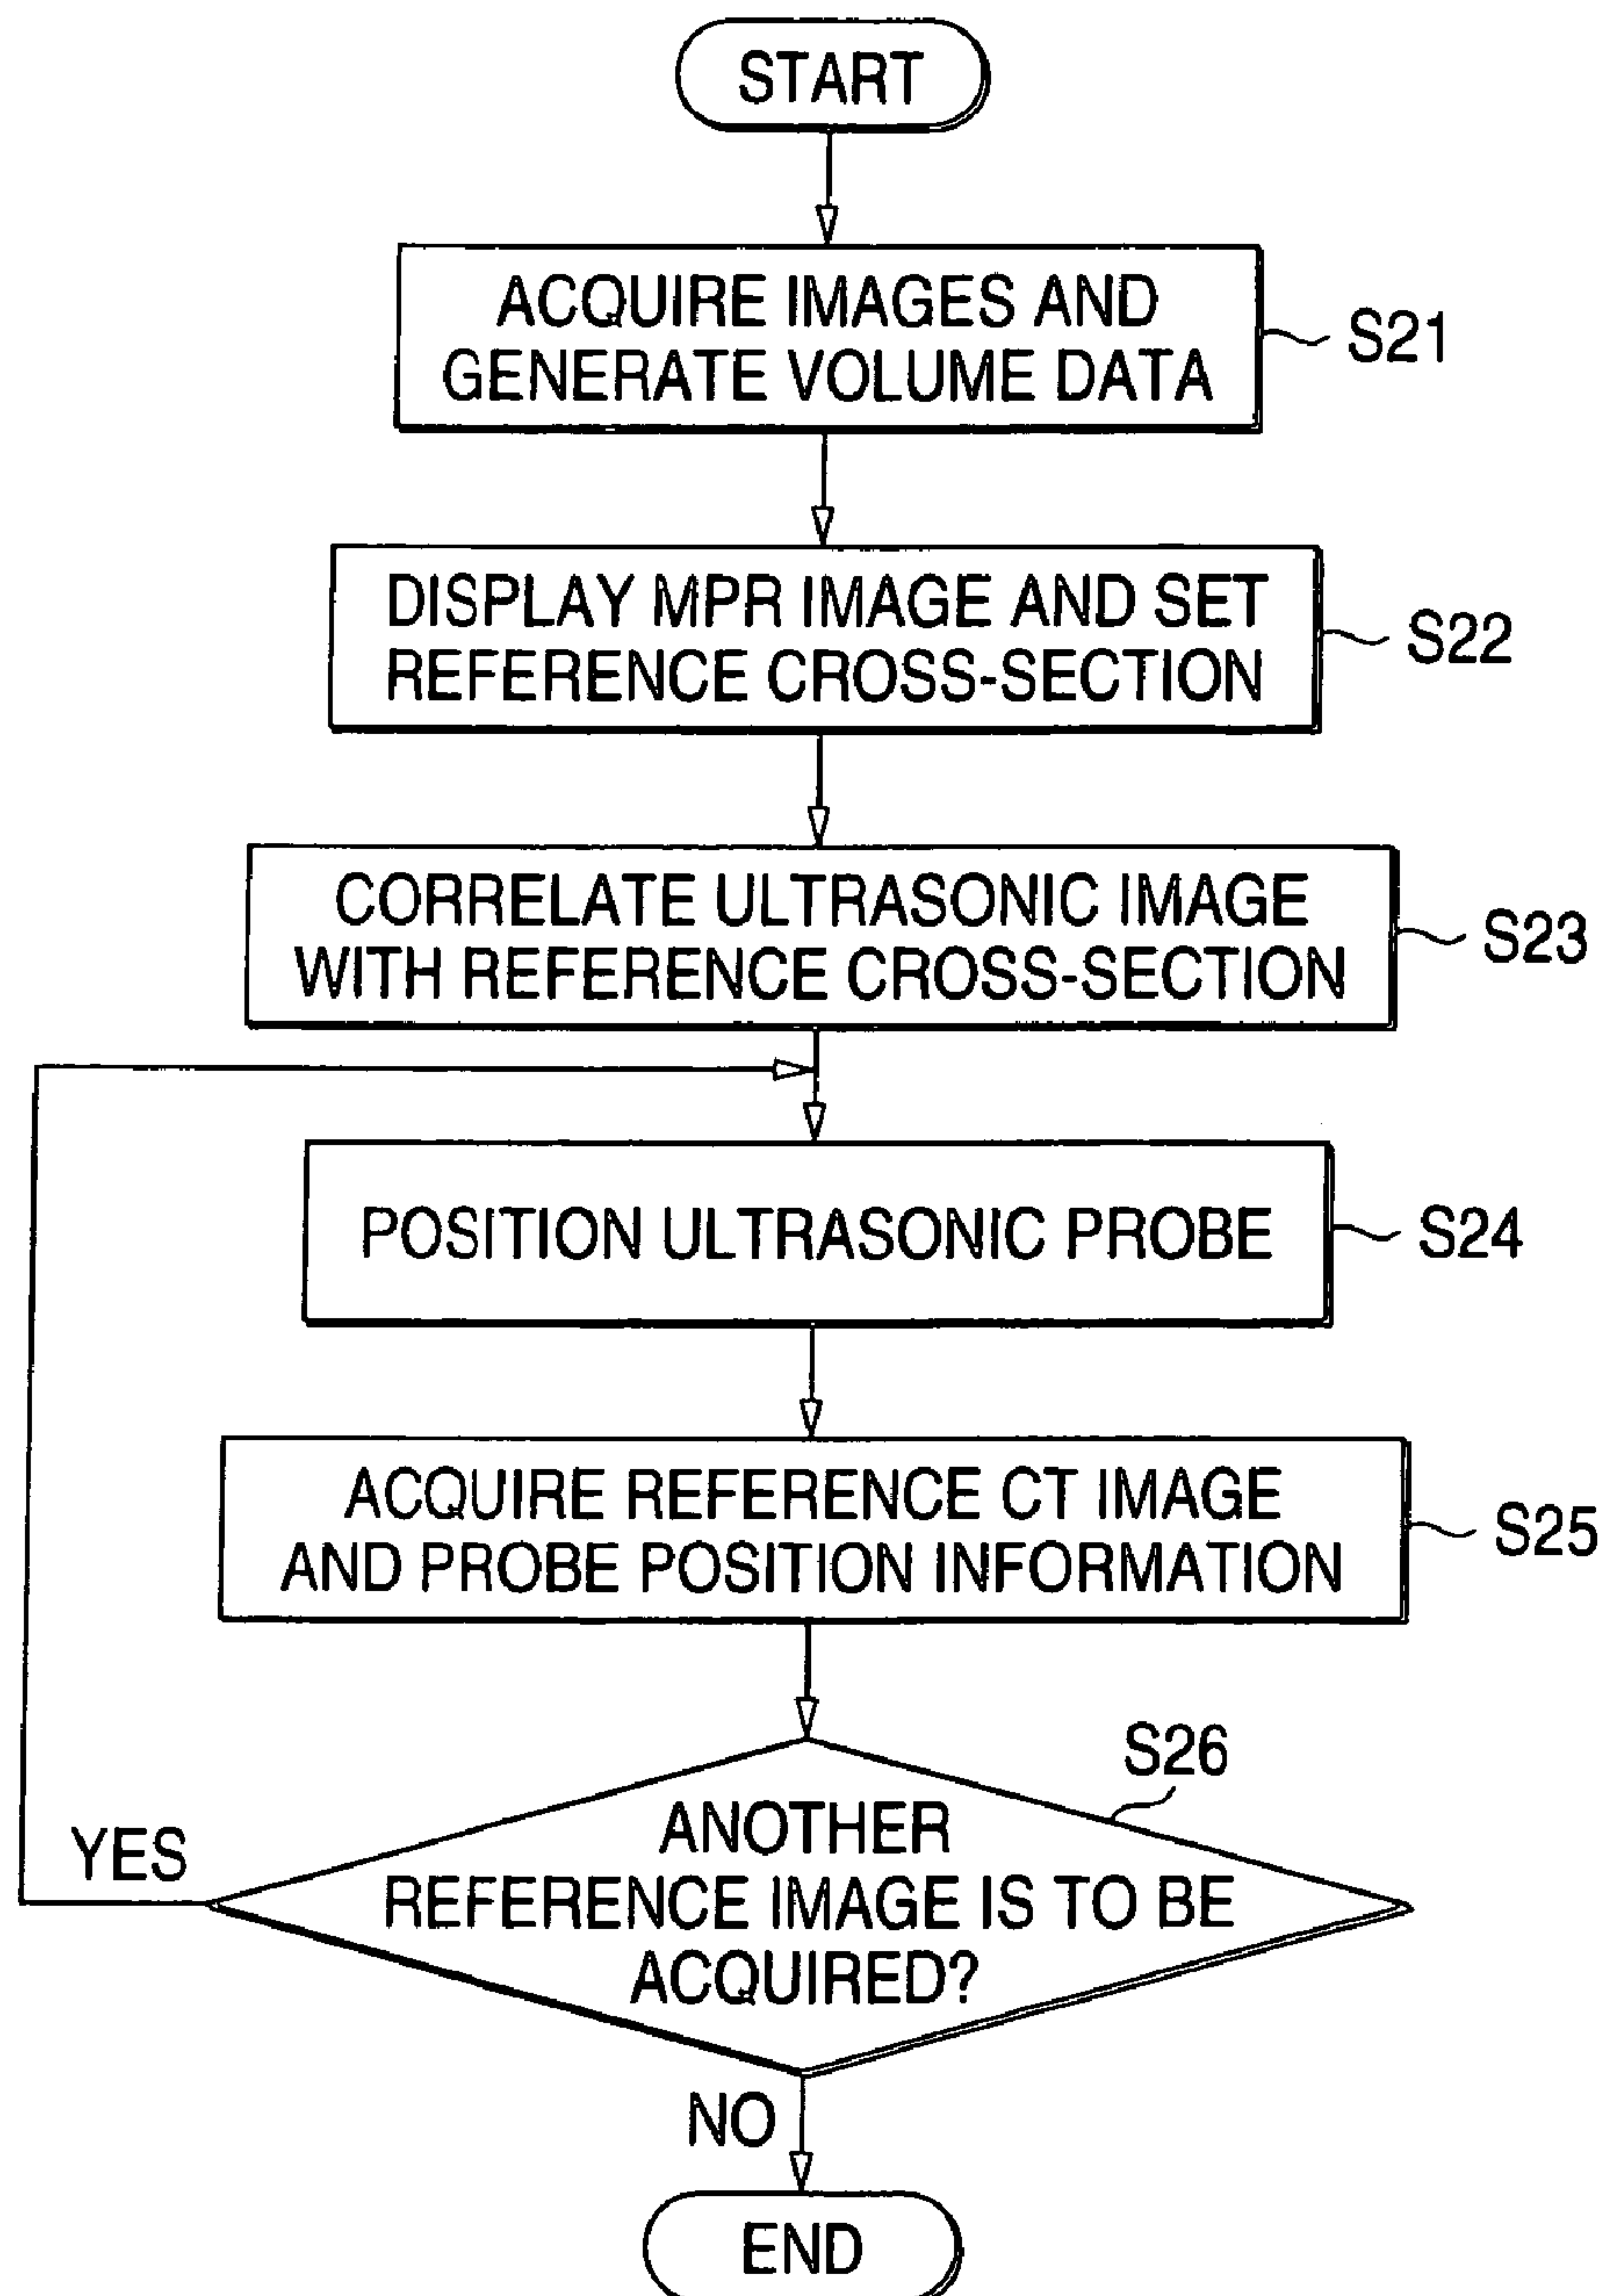 START
ACQUIRE IMAGES AND
GENERATE VOLUME DATA
S21
DISPLAY MPR IMAGE AND SET
REFERENCE CROSS-SECTION
S22
CORRELATE ULTRASONIC IMAGE
WITH REFERENCE CROSS-SECTION
S23
POSITION ULTRASONIC PROBE
S24
ACQUIRE REFERENCE CT IMAGE
AND PROBE POSITION INFORMATION
S25
S26
ANOTHER
REFERENCE IMAGE IS TO BE
ACQUIRED?
YES
NO
END